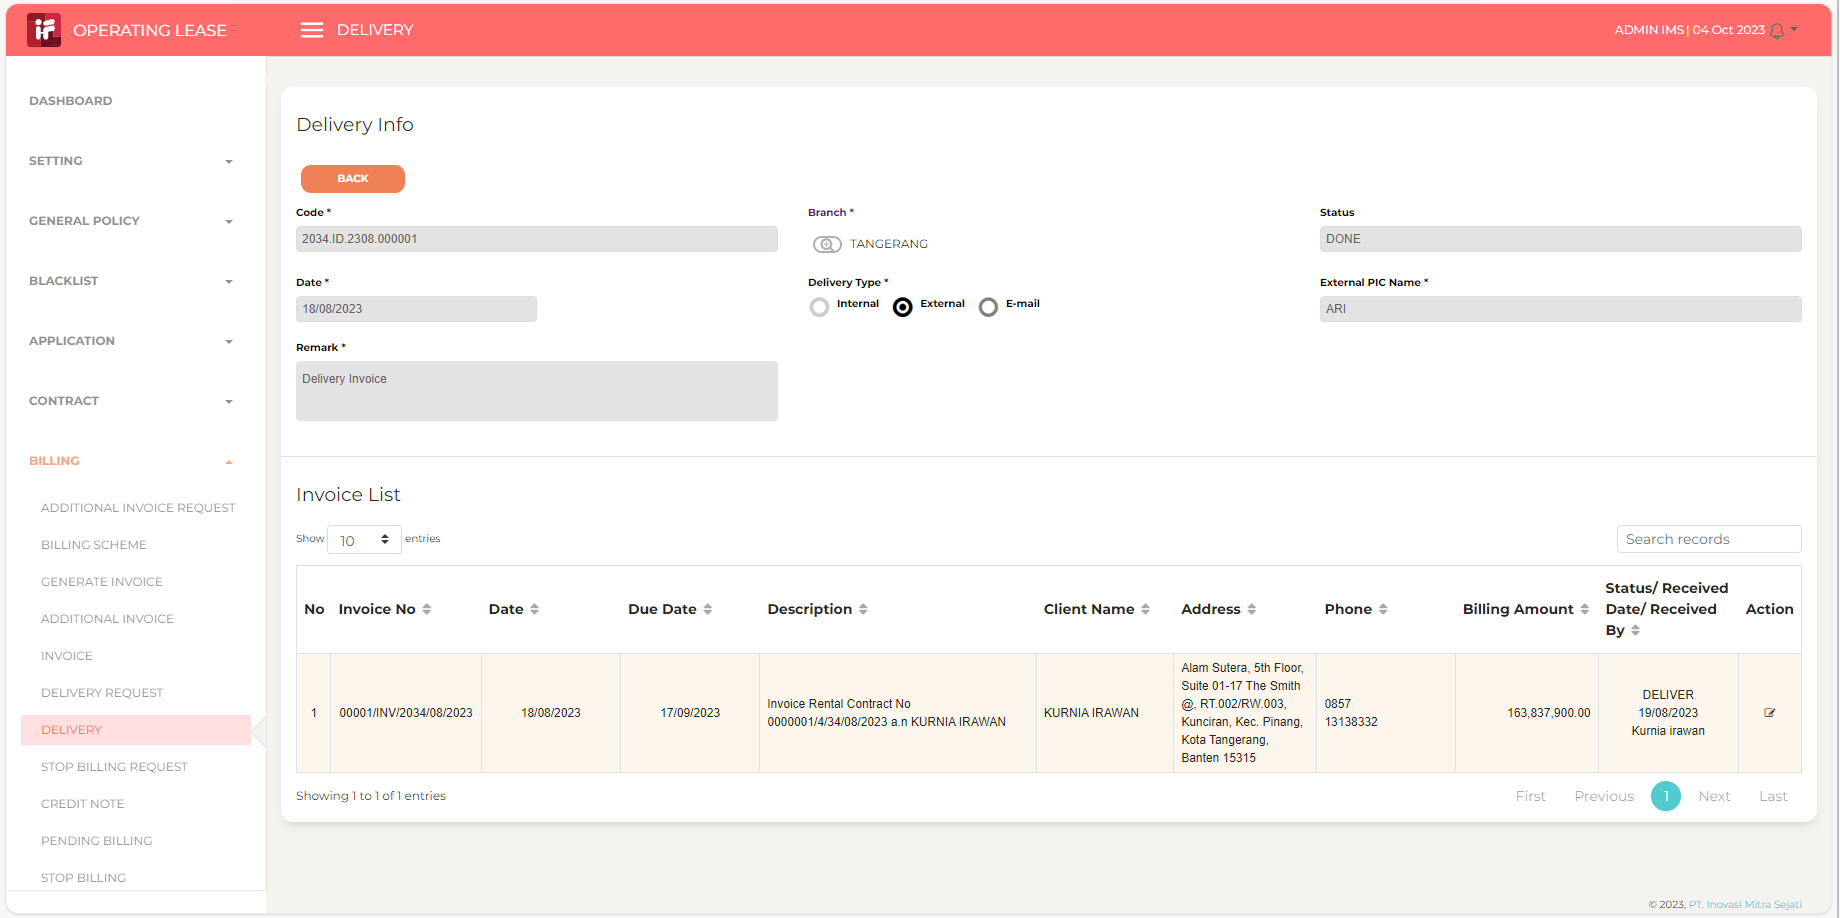 OPERATING LEASE
DELIVERY
ADMIN IMS | 04 Oct 2023
DASHBOARD
SETTING
GENERAL POLICY
BLACKLIST
APPLICATION
CONTRACT
BILLING
ADDITIONAL INVOICE REQUEST
BILLING SCHEME
GENERATE INVOICE
ADDITIONAL INVOICE
INVOICE
DELIVERY REQUEST
DELIVERY
STOP BILLING REQUEST
CREDIT NOTE
PENDING BILLING
STOP BILLING
Delivery Info
BACK
Code *
2034.ID.2308.000001
Branch *
TANGERANG
Status
DONE
Date *
18/08/2023
Delivery Type *
Internal External E-mail
External PIC Name *
ARI
Remark *
Delivery Invoice
Invoice List
Show 10 entries
Search records
No Invoice No Date Due Date Description Client Name Address Phone Billing Amount Status/ Received
Date/ Received
By
Action
1
00001/INV/2034/08/2023
18/08/2023
17/09/2023
Invoice Rental Contract No
0000001/4/34/08/2023 a.n KURNIA IRAWAN
KURNIA IRAWAN
Alam Sutera, 5th Floor,
Suite 01-17 The Smith
@, RT.002/RW.003,
Kunciran, Kec. Pinang,
Kota Tangerang,
Banten 15315
0857
13138332
163,837,900.00
DELIVER
19/08/2023
Kurnia irawan
Showing 1 to 1 of 1 entries
First Previous 1 Next Last
© 2023, PT. Inovasi Mitra Sejati